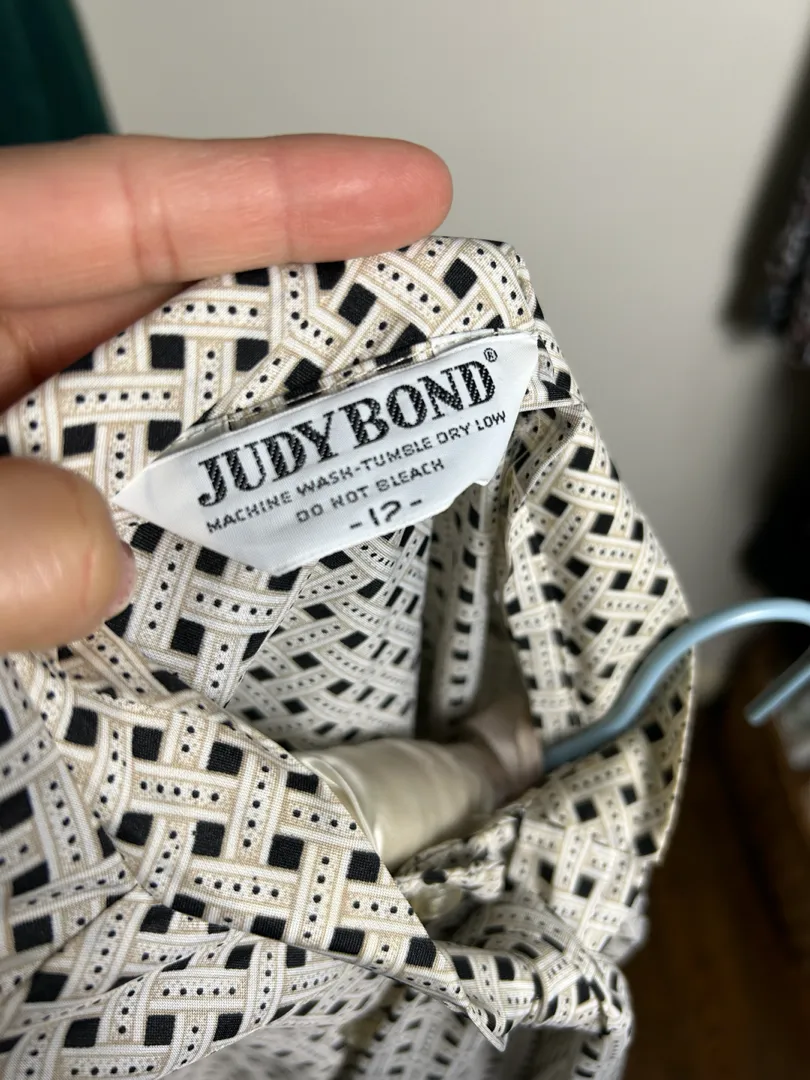 JUDY BOND®
MACHINE WASH-TUMBLE DRY LOW
DO NOT BLEACH
-12-